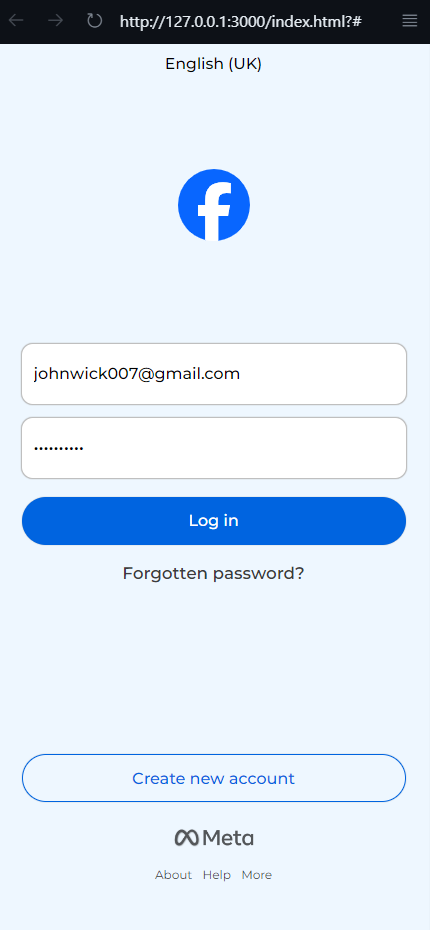 http://127.0.0.1:3000/index.html?#
English (UK)
johnwick007@gmail.com
••••••••••
Log in
Forgotten password?
Create new account
Meta
About Help More